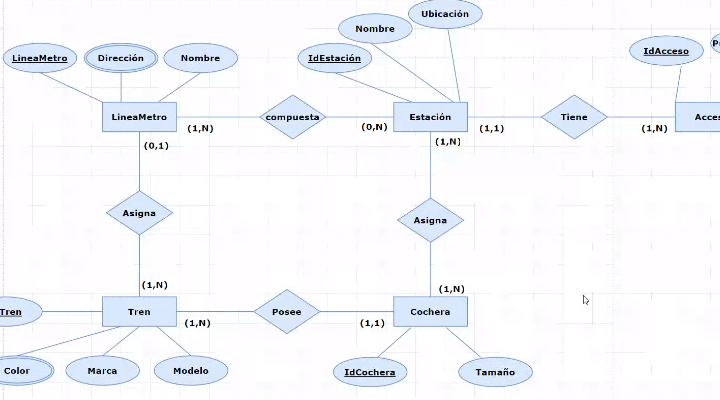 Ubicación
Nombre
LineaMetro
Dirección
Nombre
IdEstación
IdAcceso
LineaMetro
(1,N)
compuesta
(0,N)
Estación
(1,1)
Tiene
(1,N)
Acces
(0,1)
(1,N)
Asigna
Asigna
(1,N)
(1,N)
Tren
Tren
(1,N)
Posee
(1,1)
Cochera
Color
Marca
Modelo
IdCochera
Tamaño